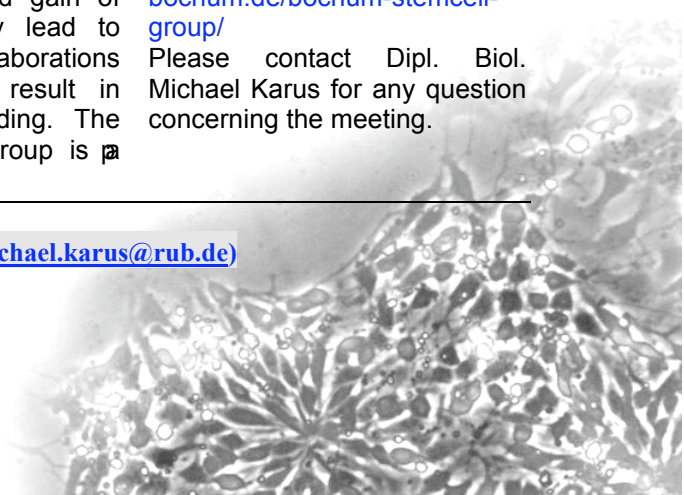 gain of
lead to
aborations
result in
ding. The
roup is
bochum.de/bochum-stemcell-
group/
Please contact Dipl. Biol.
Michael Karus for any question
concerning the meeting.
chael.karus@rub.de)